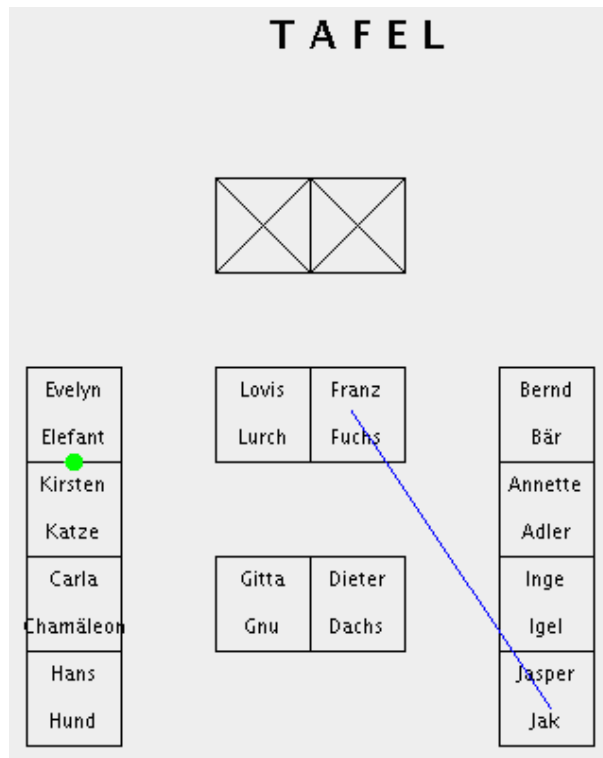 T A F E L
Evelyn
Elefant
Lovis
Lurch
Franz
Fuchs
Bernd
Bär
Kirsten
Katze
Annette
Adler
Carla
Chamäleon
Gitta
Gnu
Dieter
Dachs
Inge
Igel
Hans
Hund
Jasper
Jak